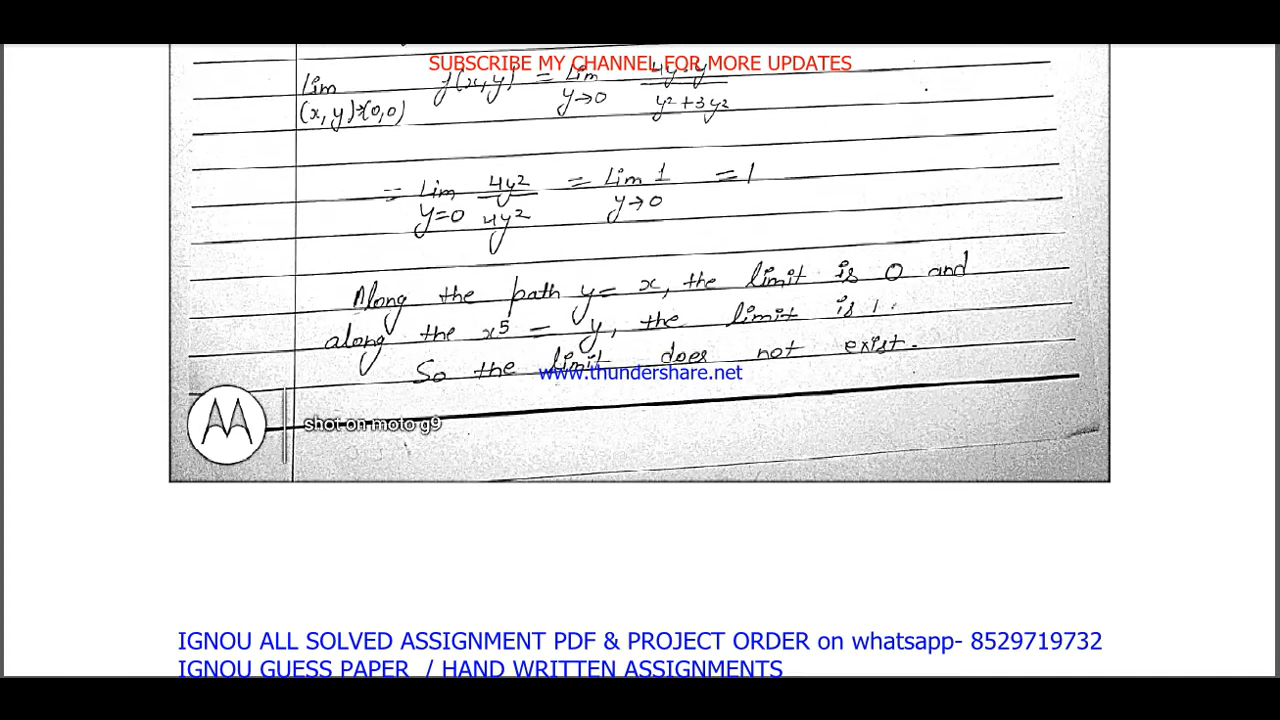 SUBSCRIBE MY CHANNEL FOR MORE UPDATES
Lim f(x,y) = Lim 4y·y
(x, y)→(0,0) y→0 y²+3y²
= Lim 4y² = Lim 1 = 1
y=0 4y² y→0
Along the path y= x, the limit is 0 and
along the x5 = y, the limit is 1.
So the limit does not exist.
www.thundershare.net
shot on moto g9
IGNOU ALL SOLVED ASSIGNMENT PDF & PROJECT ORDER on whatsapp- 8529719732
IGNOU GUESS PAPER / HAND WRITTEN ASSIGNMENTS